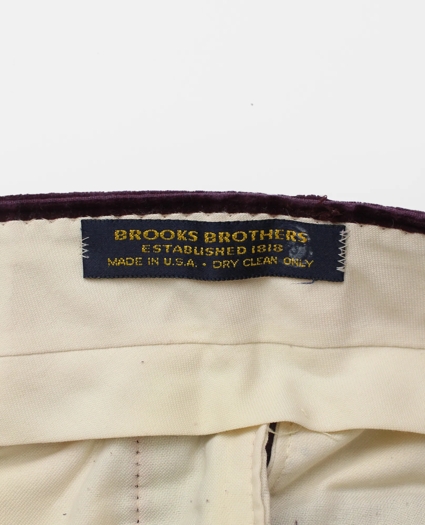 BROOKS BROTHERS
ESTABLISHED 1818
MADE IN U.S.A. • DRY CLEAN ONLY